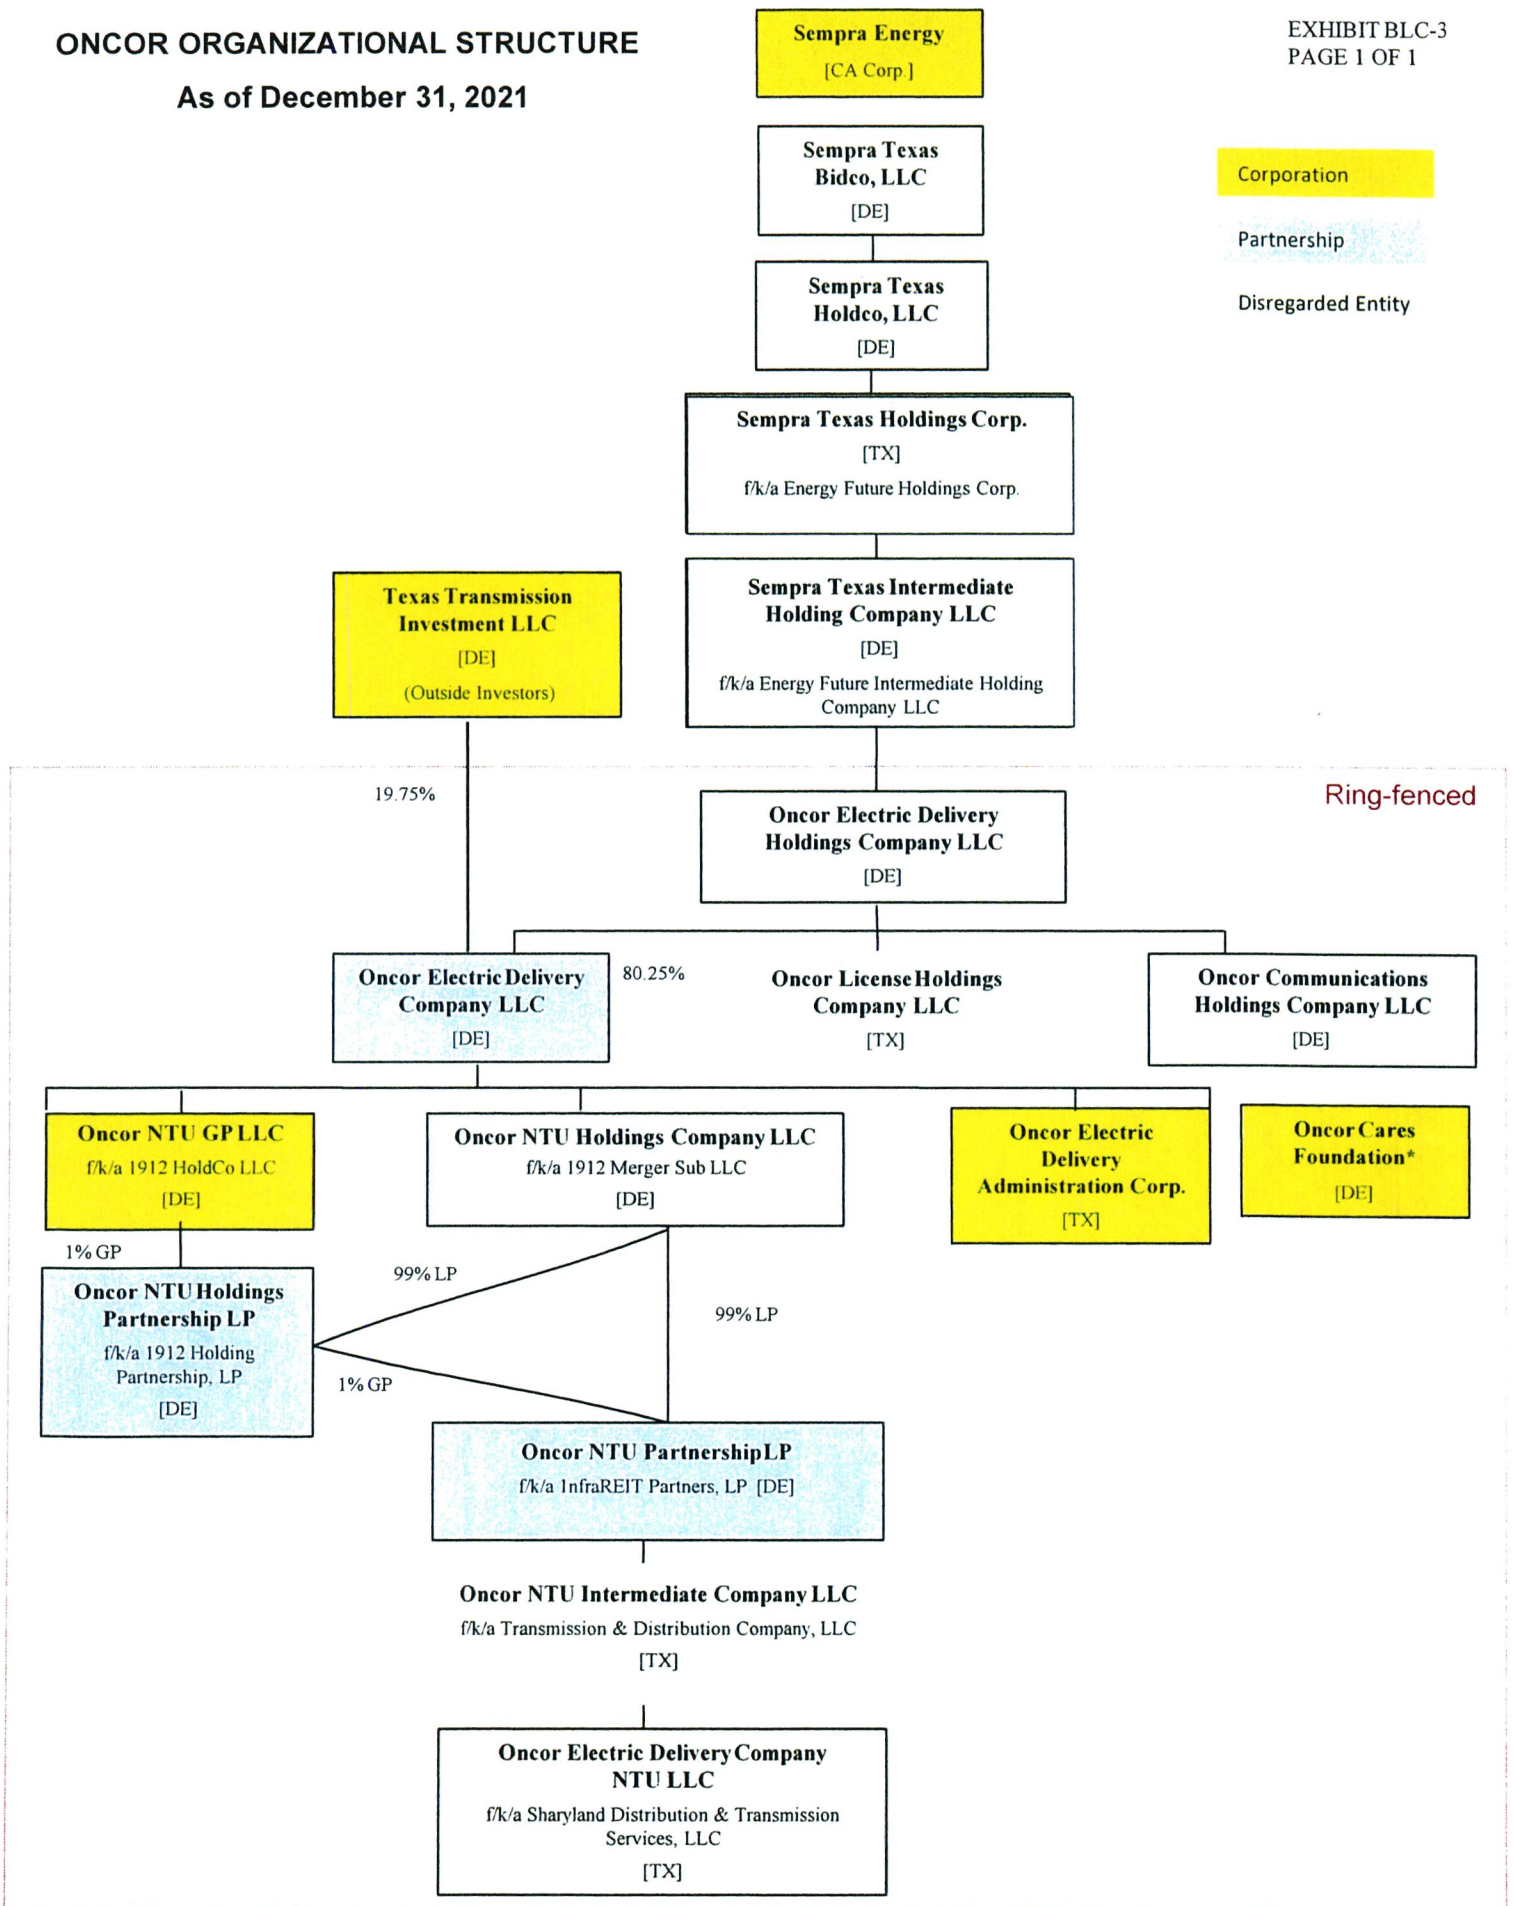 ONCOR ORGANIZATIONAL STRUCTURE
As of December 31, 2021
EXHIBIT BLC-3
PAGE 1 OF 1
Sempra Energy
[CA Corp.]
Corporation
Partnership
Disregarded Entity
Sempra Texas
Bidco, LLC
[DE]
Sempra Texas
Holdco, LLC
[DE]
Sempra Texas Holdings Corp.
[TX]
f/k/a Energy Future Holdings Corp.
Texas Transmission
Investment LLC
[DE]
(Outside Investors)
Sempra Texas Intermediate
Holding Company LLC
[DE]
f/k/a Energy Future Intermediate Holding
Company LLC
Ring-fenced
19.75%
Oncor Electric Delivery
Holdings Company LLC
[DE]
Oncor Electric Delivery
Company LLC
[DE]
80.25%
Oncor License Holdings
Company LLC
[TX]
Oncor Communications
Holdings Company LLC
[DE]
Oncor NTU GP LLC
f/k/a 1912 HoldCo LLC
[DE]
Oncor NTU Holdings Company LLC
f/k/a 1912 Merger Sub LLC
[DE]
Oncor Electric
Delivery
Administration Corp.
[TX]
Oncor Cares
Foundation*
[DE]
1% GP
Oncor NTU Holdings
Partnership LP
f/k/a 1912 Holding
Partnership, LP
[DE]
99% LP
99% LP
1% GP
Oncor NTU Partnership LP
f/k/a InfraREIT Partners, LP [DE]
Oncor NTU Intermediate Company LLC
f/k/a Transmission & Distribution Company, LLC
[TX]
Oncor Electric Delivery Company
NTU LLC
f/k/a Sharyland Distribution & Transmission
Services, LLC
[TX]